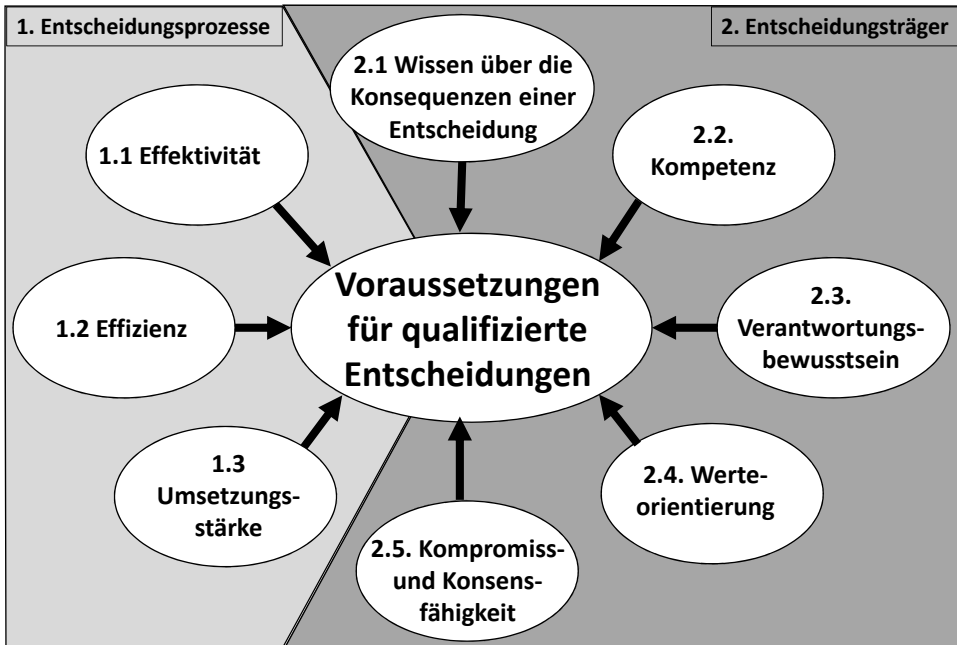 1. Entscheidungsprozesse
2. Entscheidungsträger
2.1 Wissen über die
Konsequenzen einer
Entscheidung
1.1 Effektivität
2.2.
Kompetenz
Voraussetzungen
für qualifizierte
Entscheidungen
1.2 Effizienz
2.3.
Verantwortungs-
bewusstsein
1.3
Umsetzungs-
stärke
2.4. Werte-
orientierung
2.5. Kompromiss-
und Konsens-
fähigkeit